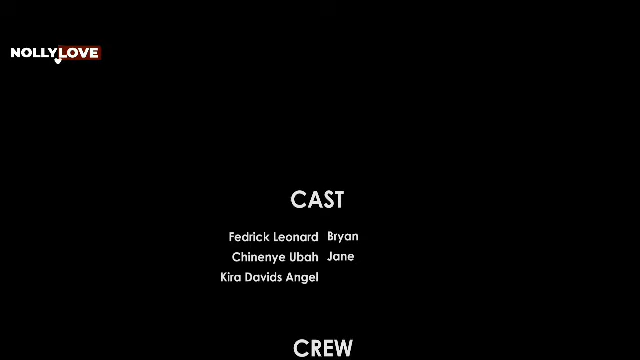 NOLLYLOVE
CAST
Fedrick Leonard Bryan
Chinenye Ubah Jane
Kira Davids Angel
CREW